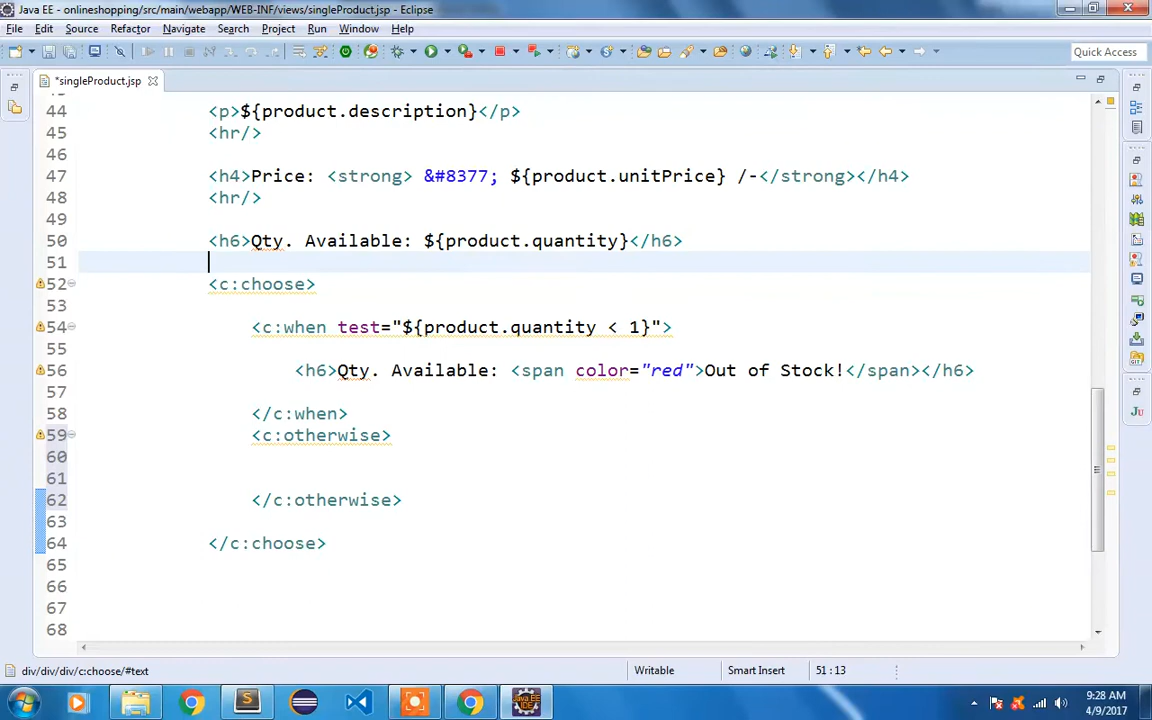 Java EE - onlineshopping/src/main/webapp/WEB-INF/views/singleProduct.jsp - Eclipse
File Edit Source Refactor Navigate Search Project Run Window Help
Quick Access
*singleProduct.jsp
44 <p>${product.description}</p>
45 <hr/>
46
47 <h4>Price: <strong> &#8377; ${product.unitPrice} /-</strong></h4>
48 <hr/>
49
50 <h6>Qty. Available: ${product.quantity}</h6>
51
52 <c:choose>
53
54 <c:when test="${product.quantity < 1}">
55
56 <h6>Qty. Available: <span color="red">Out of Stock!</span></h6>
57
58 </c:when>
59 <c:otherwise>
60
61
62 </c:otherwise>
63
64 </c:choose>
65
66
67
68
div/div/div/c:choose/#text Writable Smart Insert 51 : 13
9:28 AM
4/9/2017